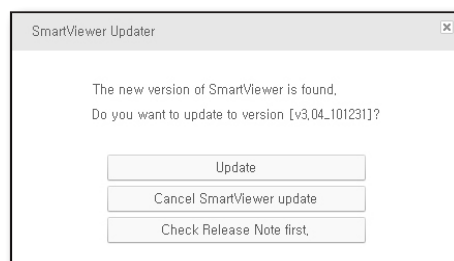 SmartViewer Updater
The new version of SmartViewer is found,
Do you want to update to version [v3,04_101231]?
Update
Cancel SmartViewer update
Check Release Note first,